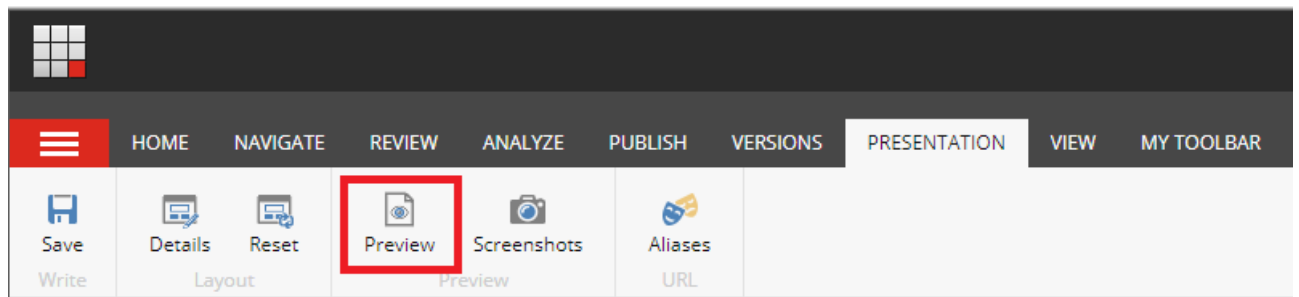 HOME NAVIGATE REVIEW ANALYZE PUBLISH VERSIONS PRESENTATION VIEW MY TOOLBAR
Save Details Reset Preview Screenshots Aliases
Write Layout Preview URL